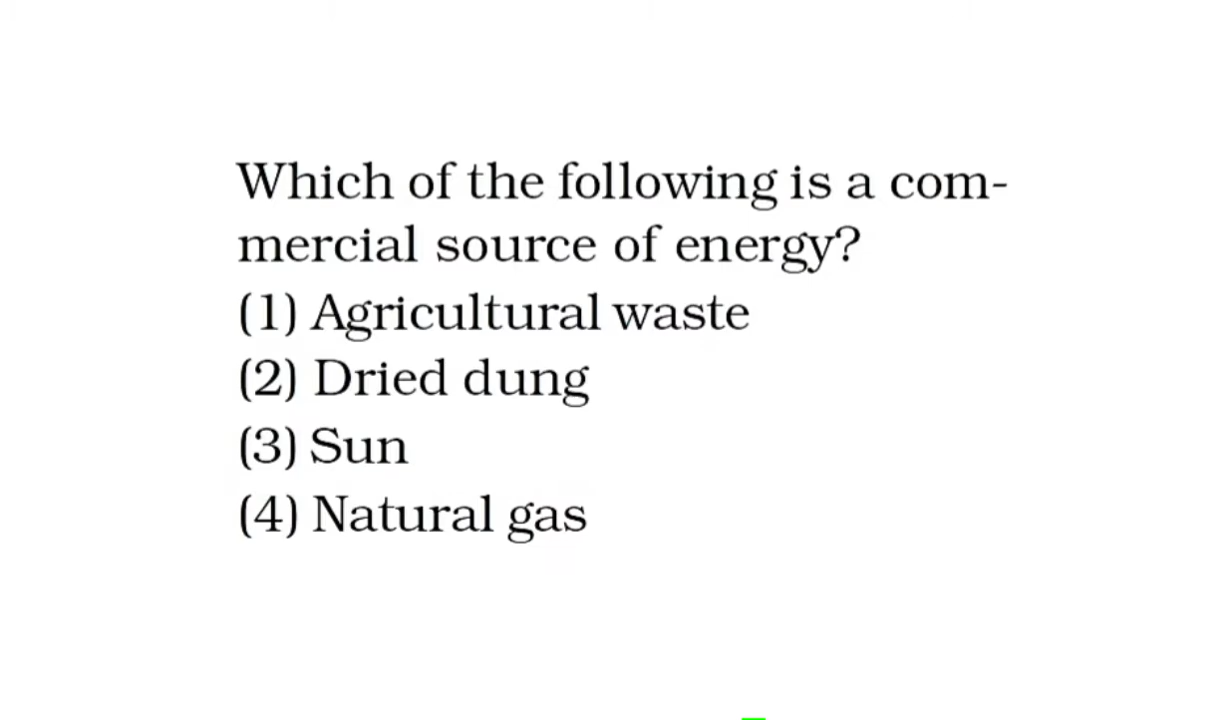 Which of the following is a com-
mercial source of energy?
(1) Agricultural waste
(2) Dried dung
(3) Sun
(4) Natural gas